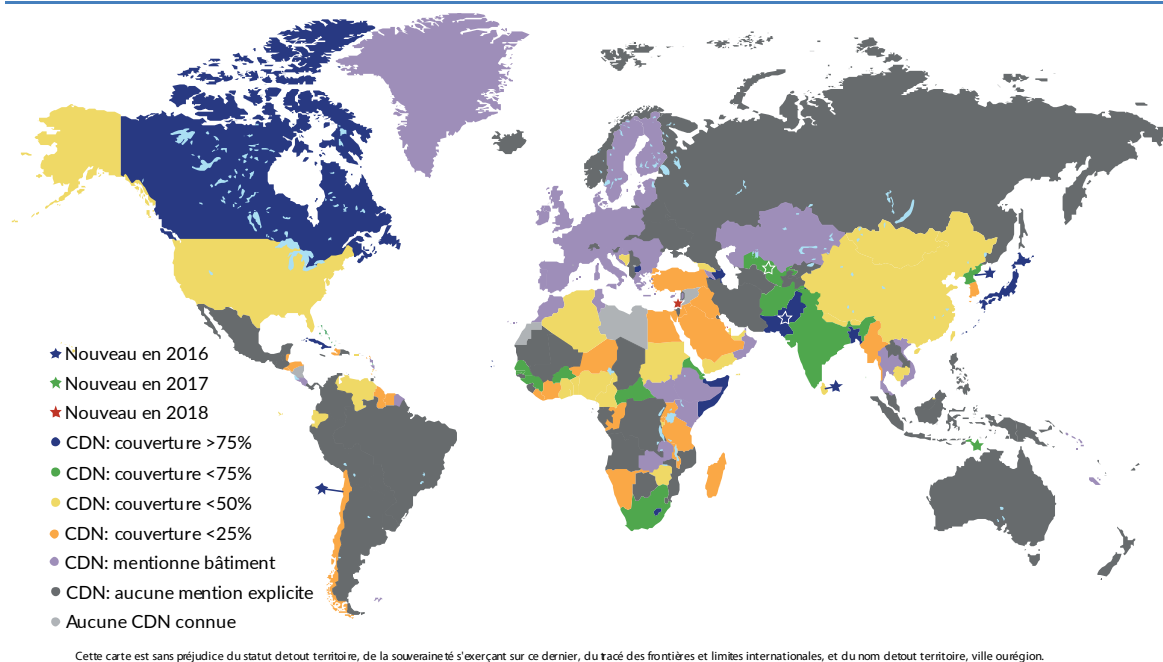 Nouveau en 2016
Nouveau en 2017
Nouveau en 2018
CDN: couverture >75%
CDN: couverture <75%
CDN: couverture <50%
CDN: couverture <25%
CDN: mentionne bâtiment
CDN: aucune mention explicite
Aucune CDN connue
Cette carte est sans préjudice du statut detout territoire, de la souveraineté s'exerçant sur ce dernier, du tracé des frontières et limites internationales, et du nom detout territoire, ville ourégion.